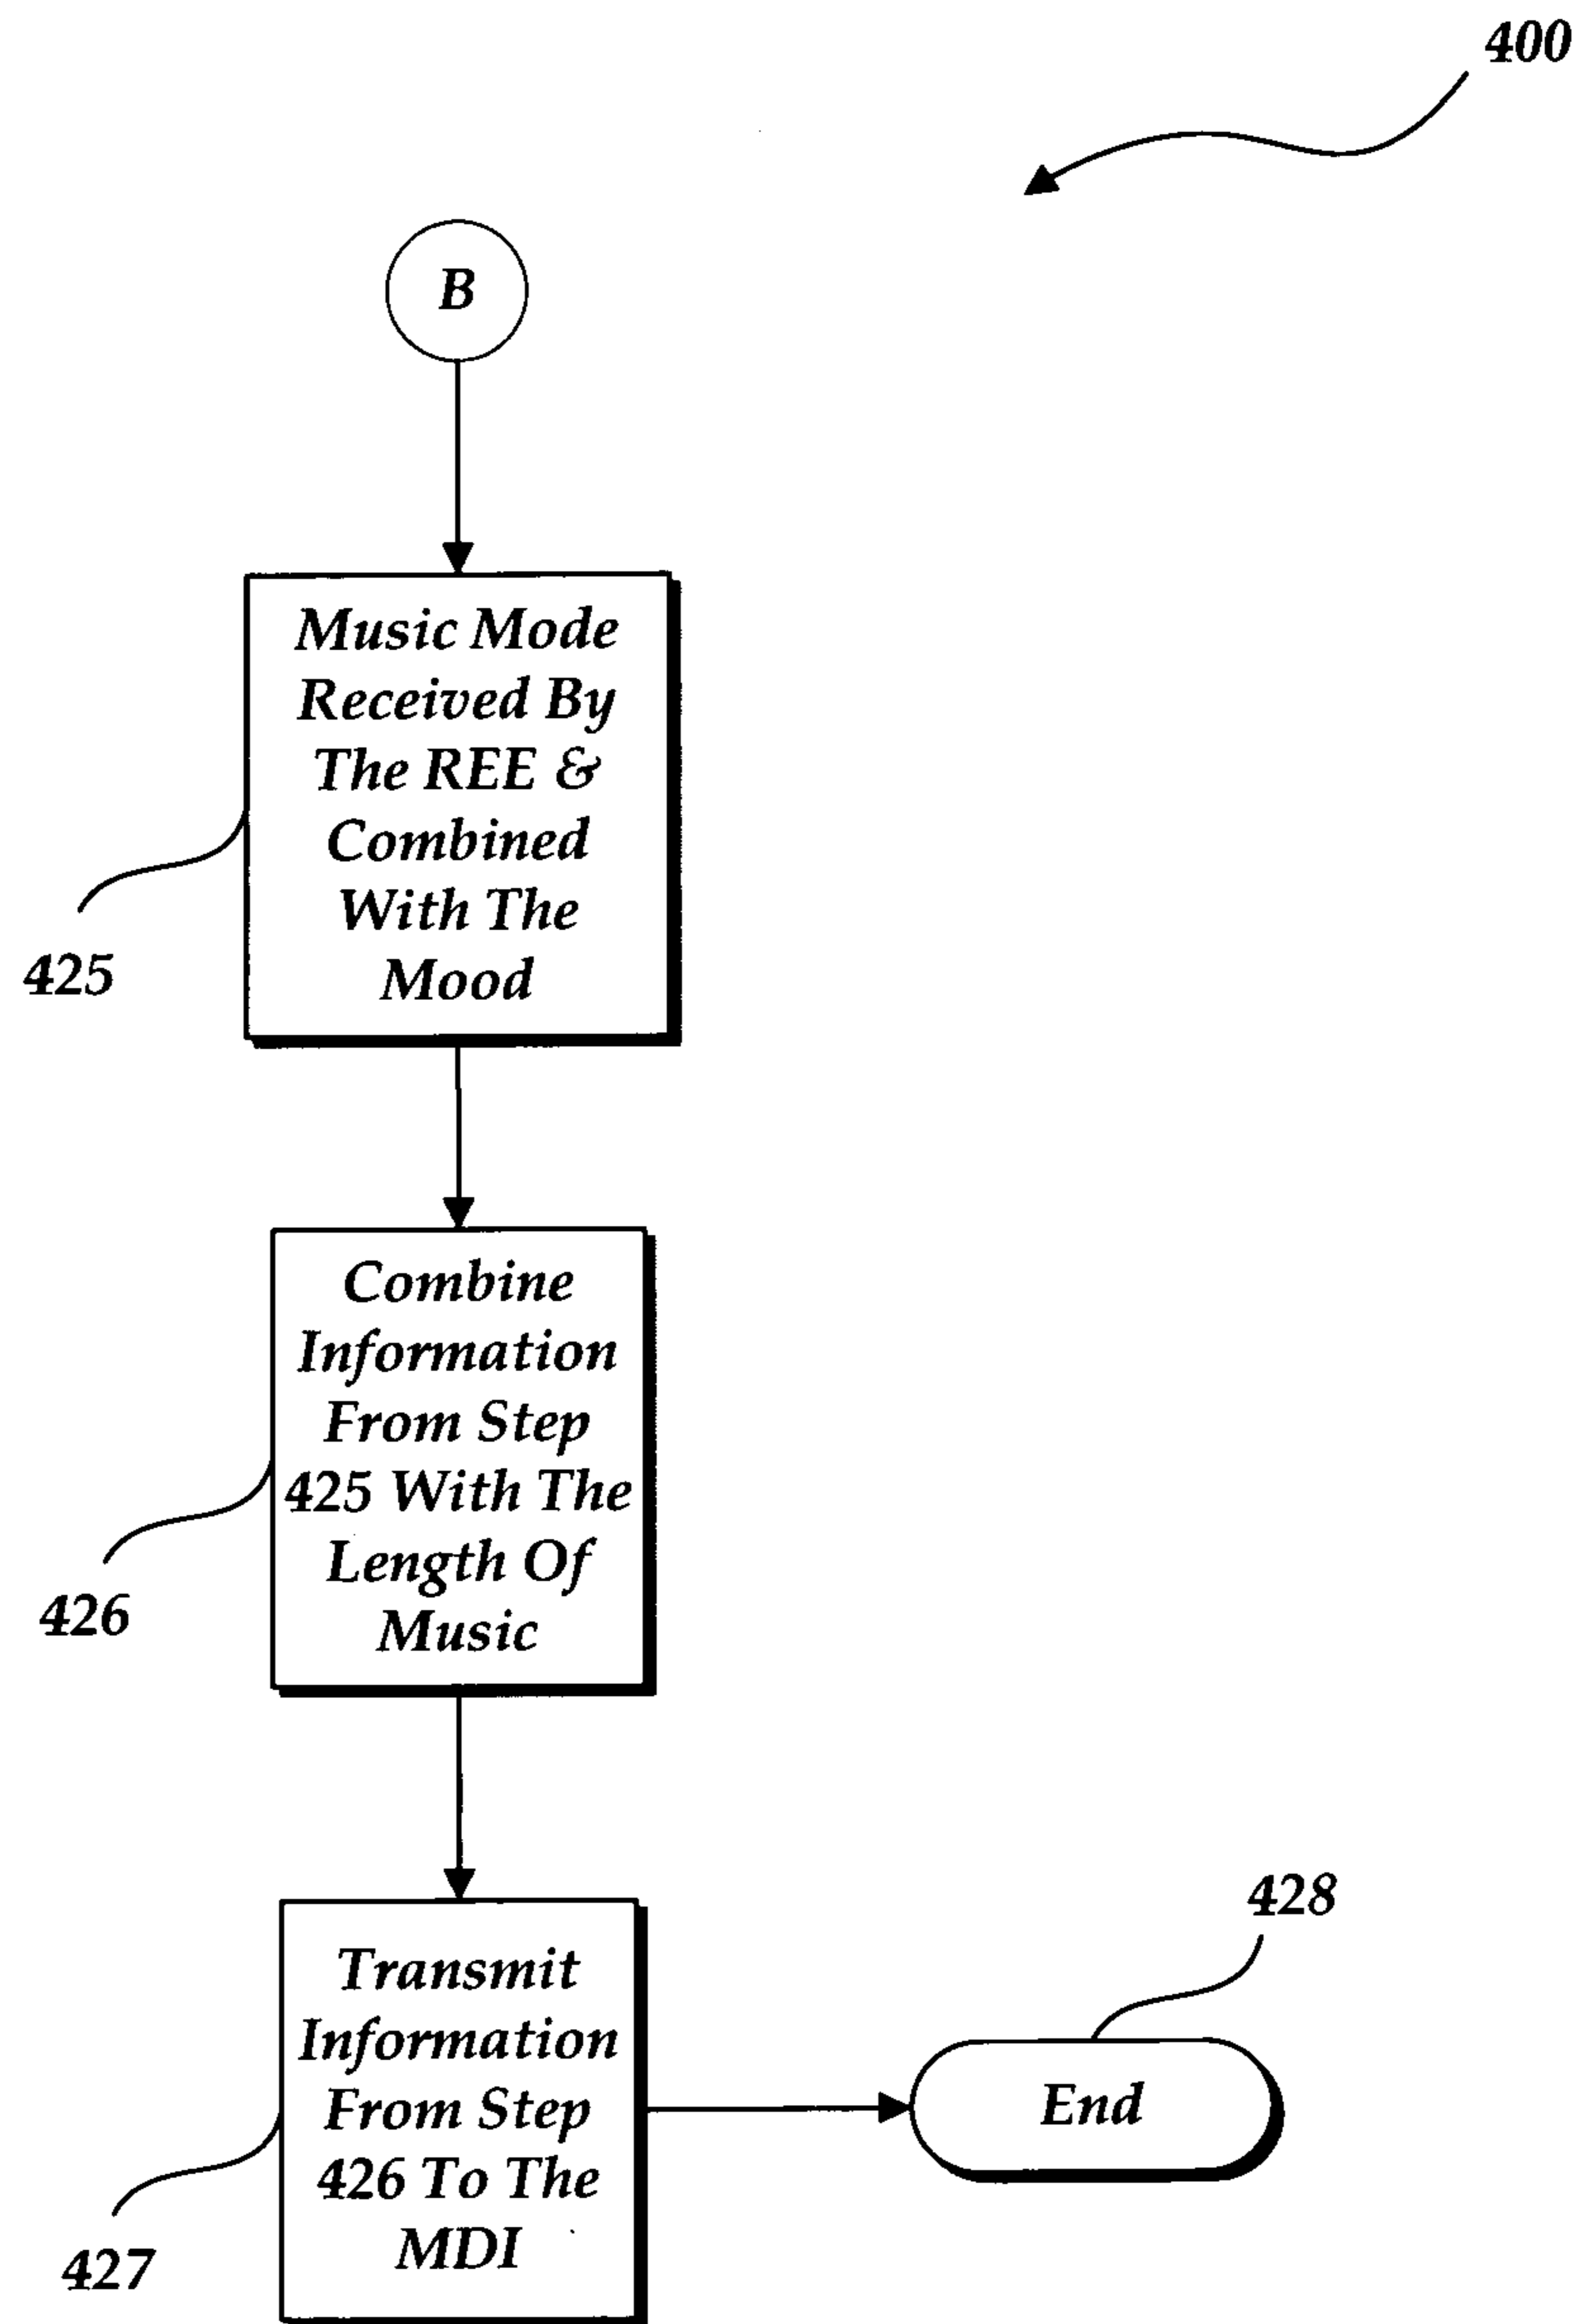 400
B
Music Mode
Received By
The REE &
Combined
With The
Mood
425
Combine
Information
From Step
425 With The
Length Of
Music
426
Transmit
Information
From Step
426 To The
MDI
427
428
End